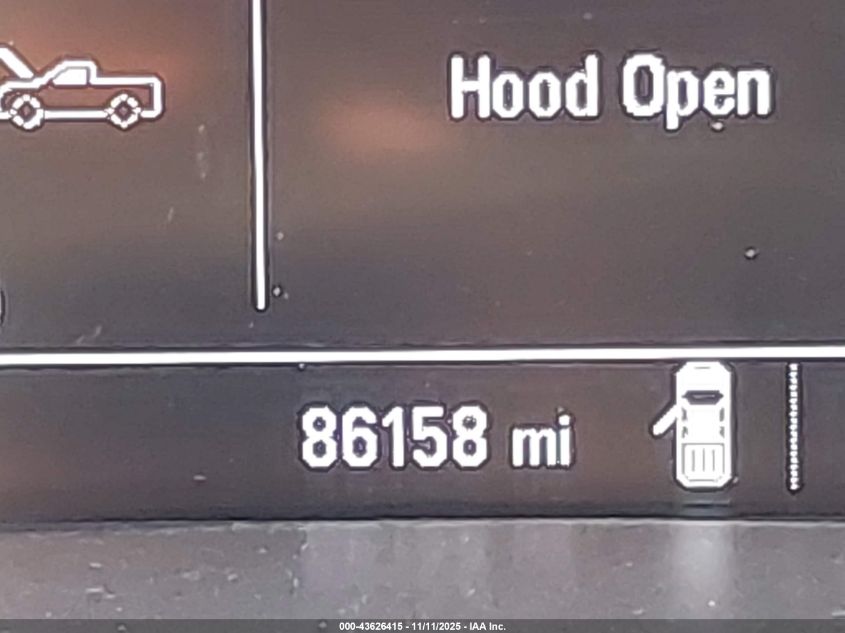 Hood Open
86158 mi
000-43626415 - 11/11/2025 - IAA Inc.